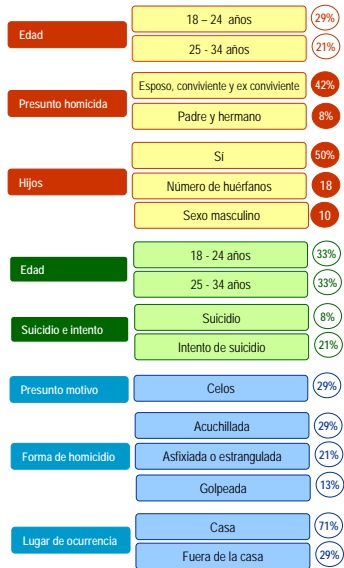 Edad
18 – 24 años 29%
25 - 34 años 21%
Presunto homicida
Esposo, conviviente y ex conviviente 42%
Padre y hermano 8%
Hijos
Sí 50%
Número de huérfanos 18
Sexo masculino 10
Edad
18 - 24 años 33%
25 - 34 años 33%
Suicidio e intento
Suicidio 8%
Intento de suicidio 21%
Presunto motivo
Celos 29%
Forma de homicidio
Acuchillada 29%
Asfixiada o estrangulada 21%
Golpeada 13%
Lugar de ocurrencia
Casa 71%
Fuera de la casa 29%